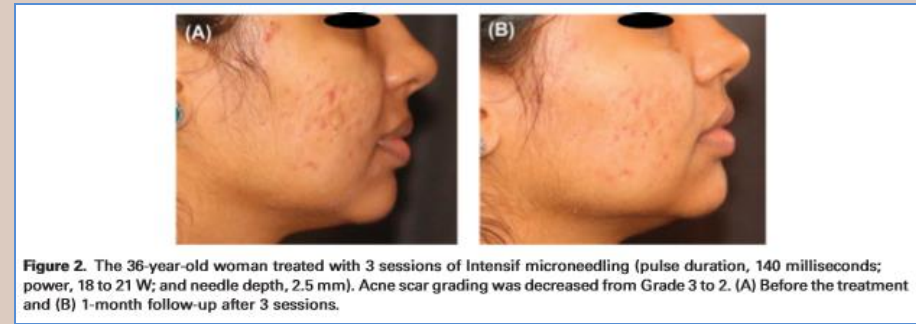 (A)
(B)
Figure 2. The 36-year-old woman treated with 3 sessions of Intensif microneedling (pulse duration, 140 milliseconds;
power, 18 to 21 W; and needle depth, 2.5 mm). Acne scar grading was decreased from Grade 3 to 2. (A) Before the treatment
and (B) 1-month follow-up after 3 sessions.